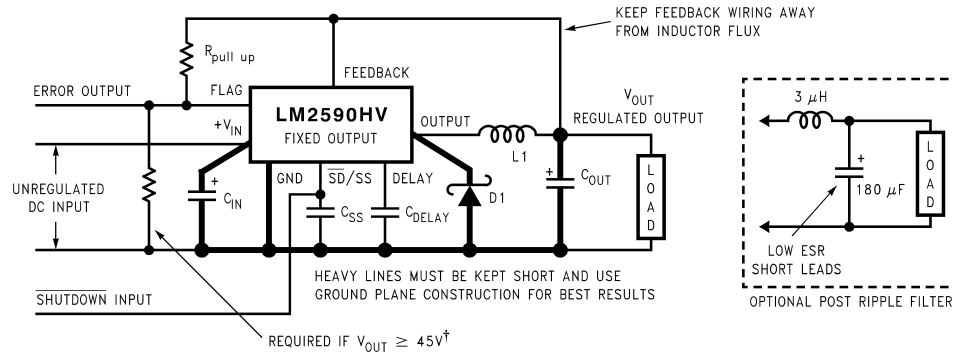 KEEP FEEDBACK WIRING AWAY
FROM INDUCTOR FLUX
Rpull up
FEEDBACK
ERROR OUTPUT
FLAG
LM2590HV
FIXED OUTPUT
+VIN
OUTPUT
L1
VOUT
REGULATED OUTPUT
3 μH
UNREGULATED
DC INPUT
+
CIN
GND
SD/SS
DELAY
CSS
CDELAY
D1
+
COUT
LOAD
+
180 μF
LOAD
LOW ESR
SHORT LEADS
HEAVY LINES MUST BE KEPT SHORT AND USE
GROUND PLANE CONSTRUCTION FOR BEST RESULTS
SHUTDOWN INPUT
OPTIONAL POST RIPPLE FILTER
REQUIRED IF VOUT ≥ 45V†